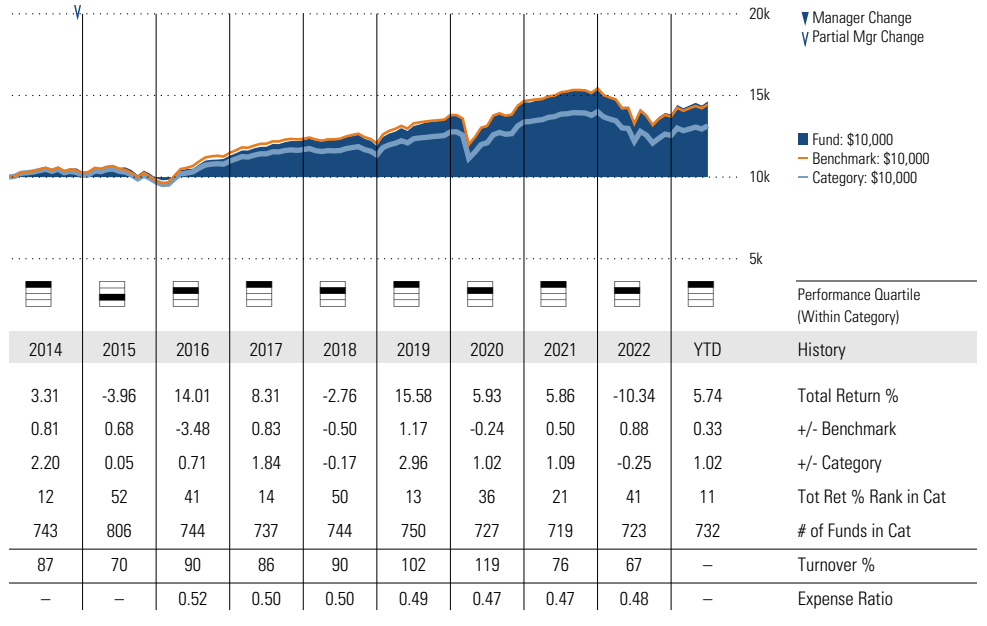 20k
Manager Change
Partial Mgr Change
15k
Fund: $10,000
Benchmark: $10,000
10k
Category: $10,000
5k
Performance Quartile
(Within Category)
2014 2015 2016 2017 2018 2019 2020 2021 2022 YTD History
3.31 -3.96 14.01 8.31 -2.76 15.58 5.93 5.86 -10.34 5.74 Total Return %
0.81 0.68 -3.48 0.83 -0.50 1.17 -0.24 0.50 0.88 0.33 +/- Benchmark
2.20 0.05 0.71 1.84 -0.17 2.96 1.02 1.09 -0.25 1.02 +/- Category
12 52 41 14 50 13 36 21 41 11 Tot Ret % Rank in Cat
743 806 744 737 744 750 727 719 723 732 # of Funds in Cat
87 70 90 86 90 102 119 76 67 – Turnover %
– – 0.52 0.50 0.50 0.49 0.47 0.47 0.48 – Expense Ratio